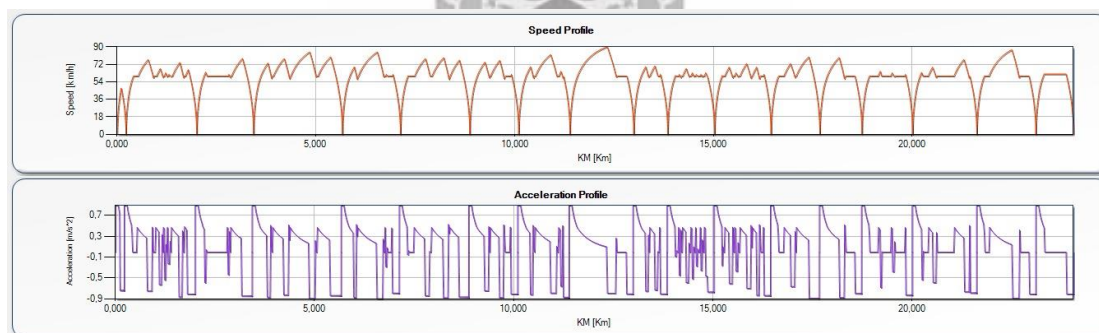 Speed Profile
Speed [km/h]
90
72
54
36
18
0
0,000 5,000 10,000 15,000 20,000
KM [Km]
Acceleration Profile
Acceleration [m/s^2]
0,7
0,3
-0,1
-0,5
-0,9
0,000 5,000 10,000 15,000 20,000
KM [Km]